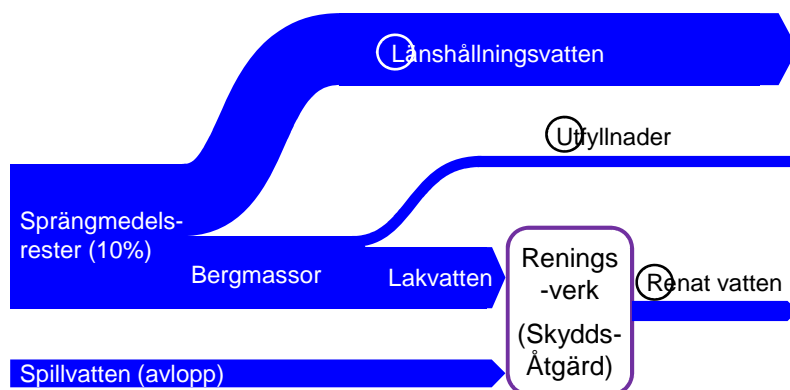 Länshållningsvatten
Utfyllnader
Sprängmedels-
rester (10%)
Bergmassor
Lakvatten
Renings
-verk
(Skydds-
Åtgärd)
Renat vatten
Spillvatten (avlopp)